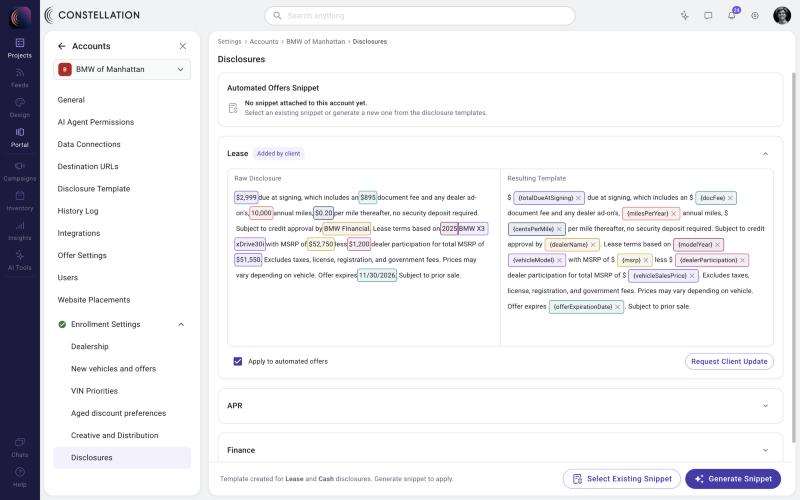 CONSTELLATION
Search anything
24
Projects
Feeds
Design
Portal
Campaigns
Inventory
Insights
AI Tools
Chats
Help
Accounts
B BMW of Manhattan
General
AI Agent Permissions
Data Connections
Destination URLs
Disclosure Template
History Log
Integrations
Offer Settings
Users
Website Placements
Enrollment Settings
Dealership
New vehicles and offers
VIN Priorities
Aged discount preferences
Creative and Distribution
Disclosures
Settings > Accounts > BMW of Manhattan > Disclosures
Disclosures
Automated Offers Snippet
No snippet attached to this account yet.
Select an existing snippet or generate a new one from the disclosure templates.
Lease Added by client
Raw Disclosure
$2,999 due at signing, which includes an $895 document fee and any dealer ad-
on's, 10,000 annual miles, $0.20 per mile thereafter, no security deposit required.
Subject to credit approval by BMW Financial. Lease terms based on 2025 BMW X3
xDrive30i with MSRP of $52,750 less $1,200 dealer participation for total MSRP of
$51,550 Excludes taxes, license, registration, and government fees. Prices may
vary depending on vehicle. Offer expires 11/30/2026. Subject to prior sale.
Resulting Template
$ {totalDueAtSigning} × due at signing, which includes an $ {docFee} ×
document fee and any dealer ad-on's, {milesPerYear} × annual miles, $
{centsPerMile} × per mile thereafter, no security deposit required. Subject to credit
approval by {dealerName} × Lease terms based on {modelYear} ×
{vehicleModel} × with MSRP of $ {msrp} × less $ {dealerParticipation} ×
dealer participation for total MSRP of $ {vehicleSalesPrice} × Excludes taxes,
license, registration, and government fees. Prices may vary depending on vehicle.
Offer expires {offerExpirationDate} × . Subject to prior sale.
Apply to automated offers
Request Client Update
APR
Finance
Template created for Lease and Cash disclosures. Generate snippet to apply.
Select Existing Snippet
Generate Snippet